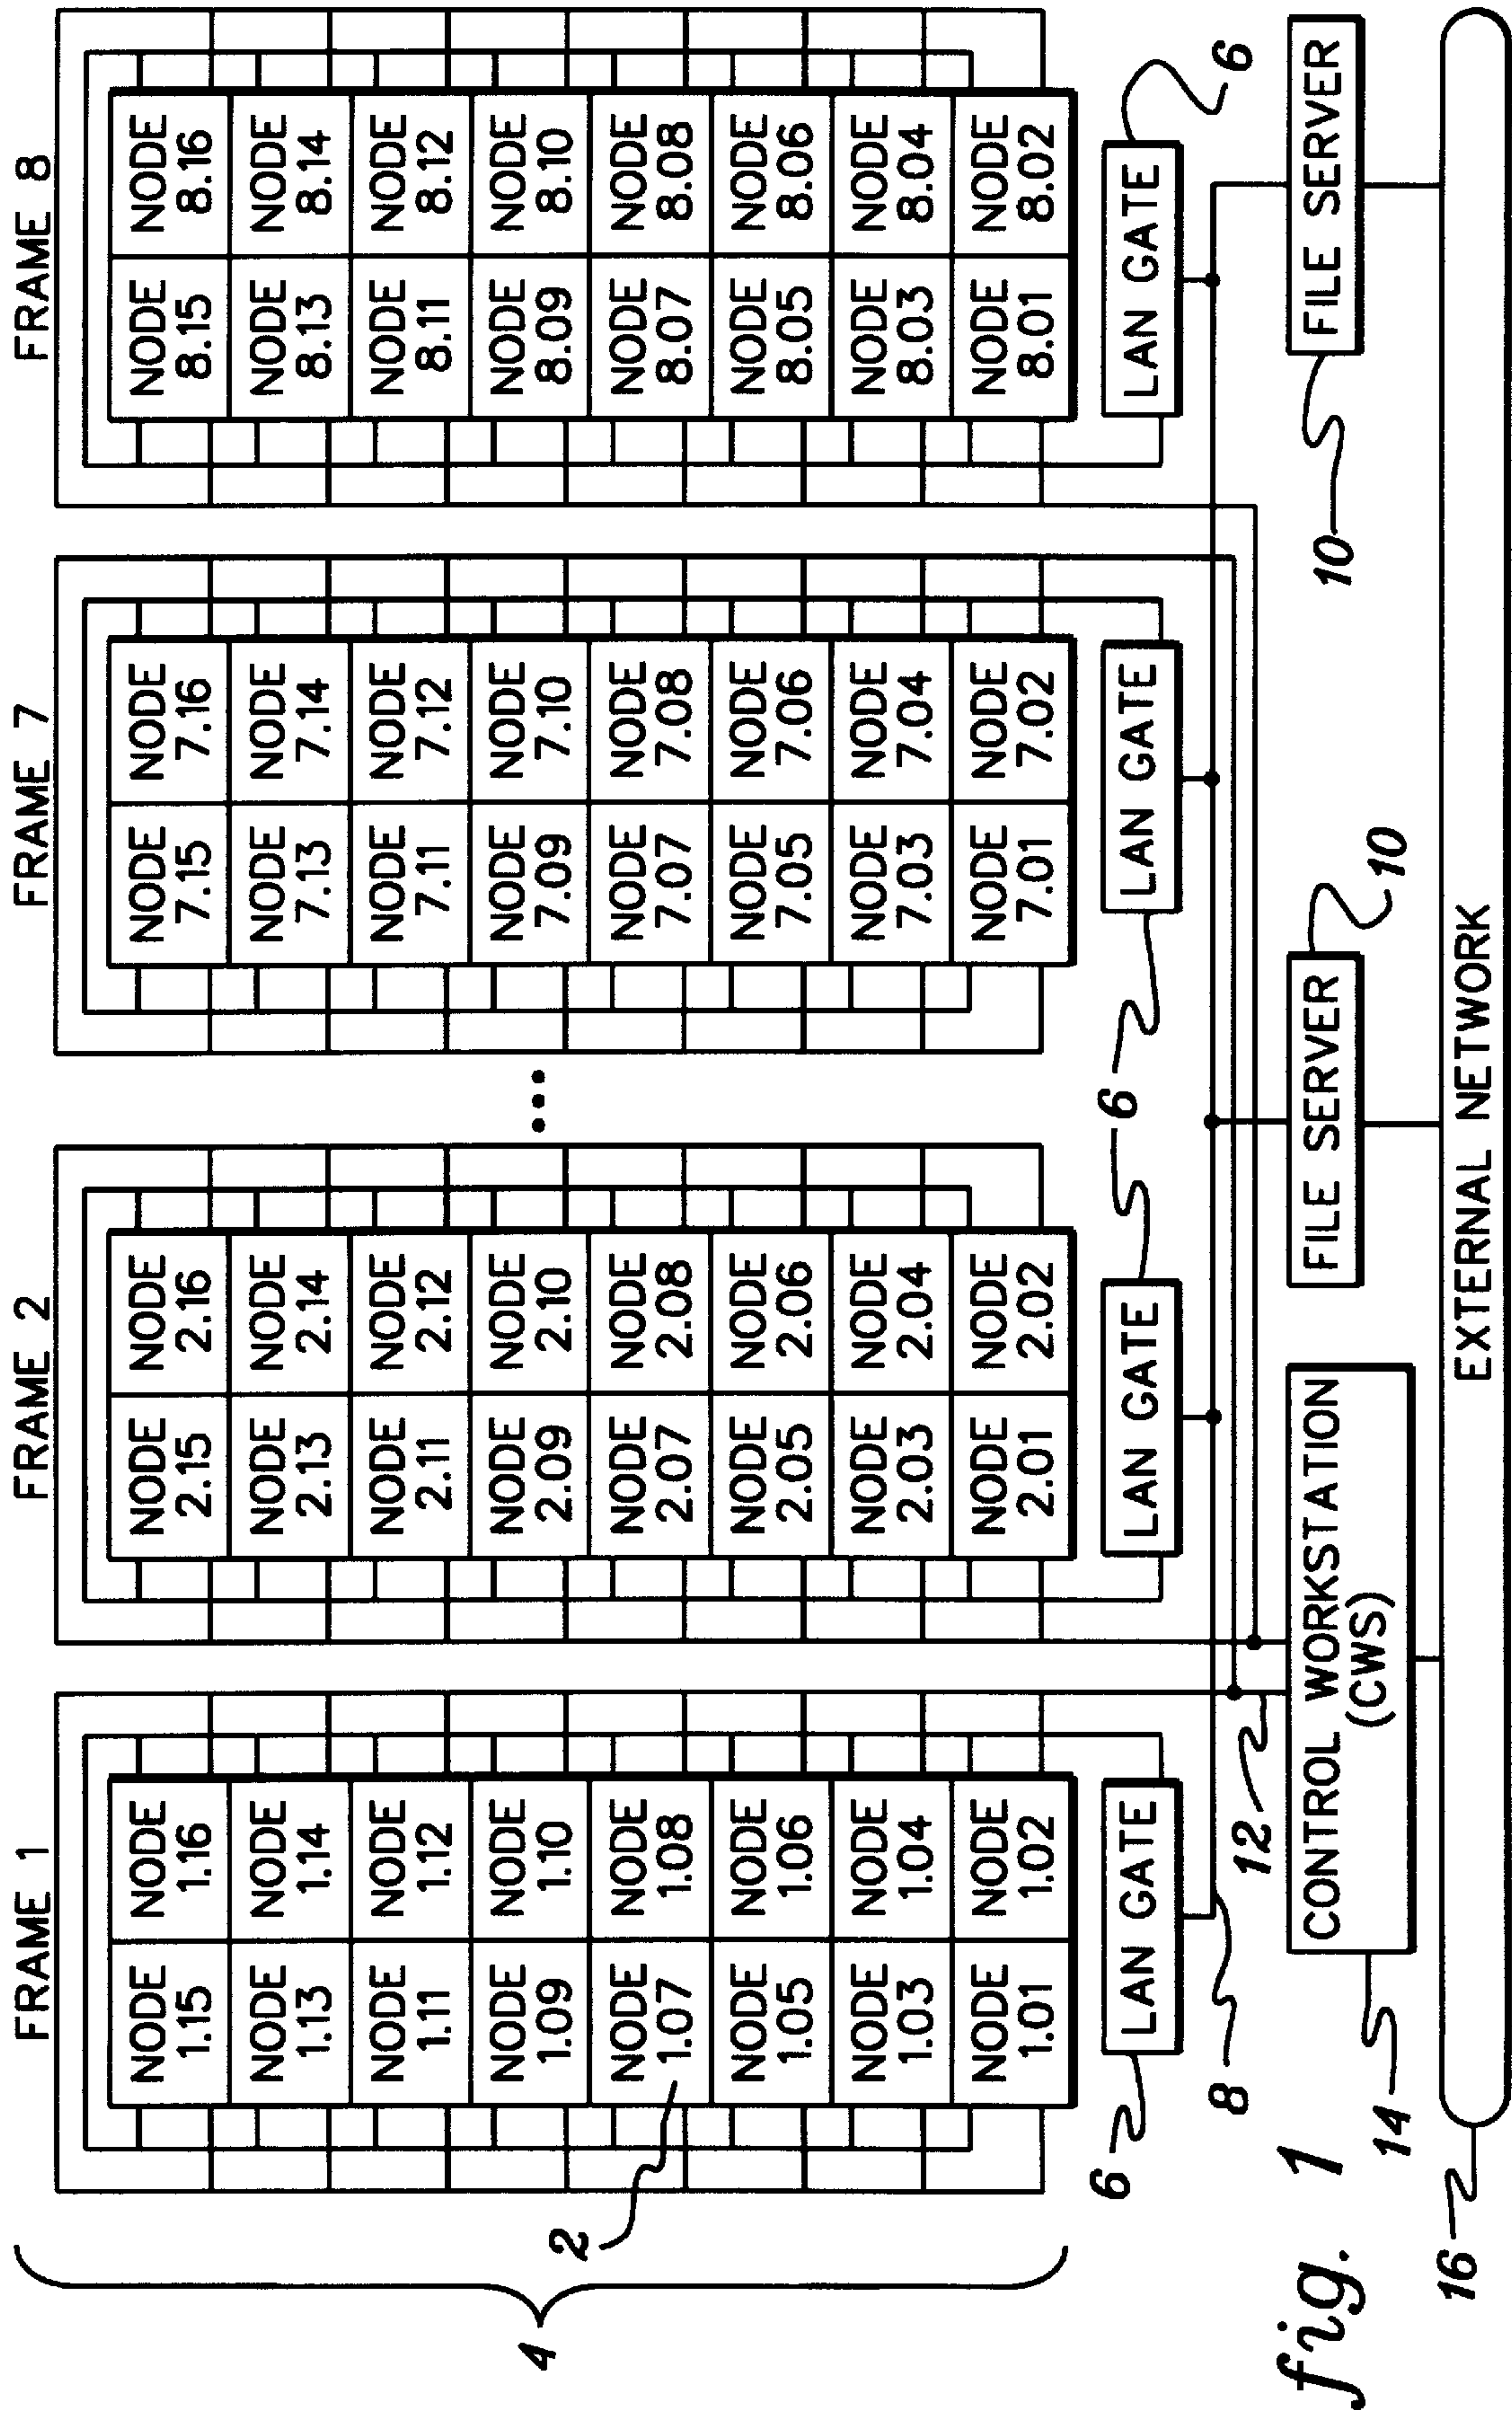 FRAME 1
NODE 1.15
NODE 1.16
NODE 1.13
NODE 1.14
NODE 1.11
NODE 1.12
NODE 1.09
NODE 1.10
NODE 1.07
NODE 1.08
NODE 1.05
NODE 1.06
NODE 1.03
NODE 1.04
NODE 1.01
NODE 1.02
FRAME 2
NODE 2.15
NODE 2.16
NODE 2.13
NODE 2.14
NODE 2.11
NODE 2.12
NODE 2.09
NODE 2.10
NODE 2.07
NODE 2.08
NODE 2.05
NODE 2.06
NODE 2.03
NODE 2.04
NODE 2.01
NODE 2.02
...
FRAME 7
NODE 7.15
NODE 7.16
NODE 7.13
NODE 7.14
NODE 7.11
NODE 7.12
NODE 7.09
NODE 7.10
NODE 7.07
NODE 7.08
NODE 7.05
NODE 7.06
NODE 7.03
NODE 7.04
NODE 7.01
NODE 7.02
FRAME 8
NODE 8.15
NODE 8.16
NODE 8.13
NODE 8.14
NODE 8.11
NODE 8.12
NODE 8.09
NODE 8.10
NODE 8.07
NODE 8.08
NODE 8.05
NODE 8.06
NODE 8.03
NODE 8.04
NODE 8.01
NODE 8.02
4
2
6
LAN GATE
LAN GATE
6
6
LAN GATE
LAN GATE
6
8
12
14
CONTROL WORKSTATION
(CWS)
FILE SERVER
10
10
FILE SERVER
16
EXTERNAL NETWORK
fig. 1